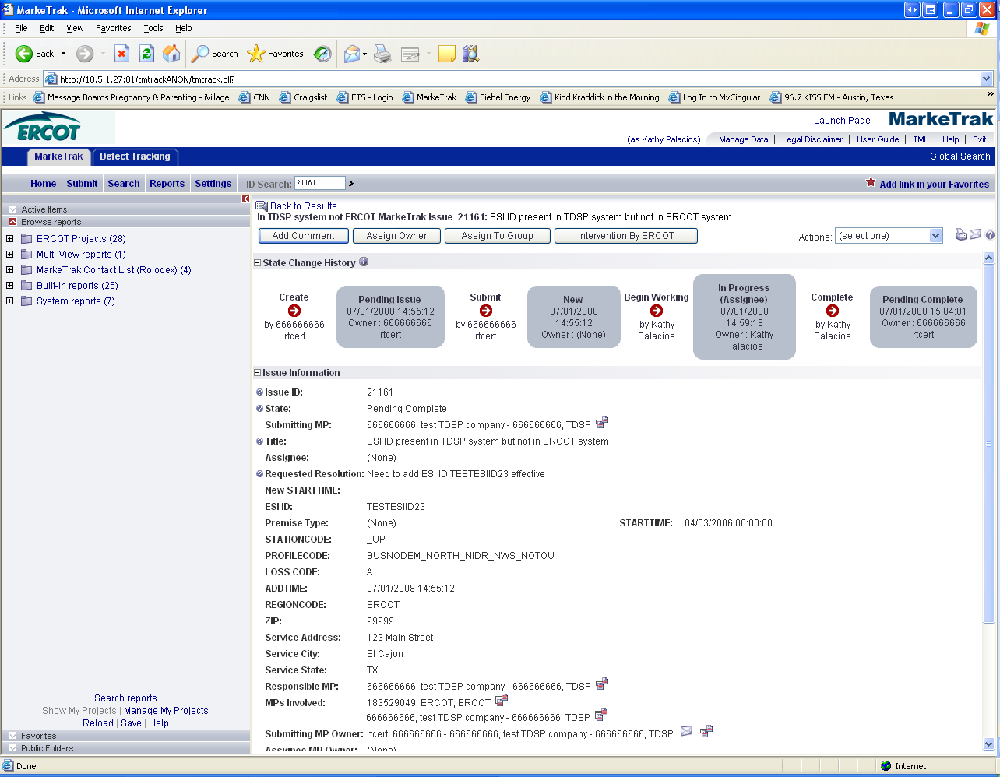 MarkeTrak - Microsoft Internet Explorer
File Edit View Favorites Tools Help
Back Search Favorites
Address http://10.5.1.27:81/tmtrackANON/tmtrack.dll?
Links Message Boards Pregnancy & Parenting - iVillage CNN Craigslist ETS - Login MarkeTrak Siebel Energy Kidd Kraddick in the Morning Log In to MyCingular 96.7 KISS FM - Austin, Texas »
ERCOT Launch Page MarkeTrak
(as Kathy Palacios) Manage Data | Legal Disclaimer | User Guide | TML | Help | Exit
MarkeTrak Defect Tracking Global Search
Home Submit Search Reports Settings ID Search: 21161 Add link in your Favorites
Active Items
Browse reports
ERCOT Projects (28)
Multi-View reports (1)
MarkeTrak Contact List (Rolodex) (4)
Built-In reports (25)
System reports (7)
Search reports
Show My Projects | Manage My Projects
Reload | Save | Help
Favorites
Public Folders
Back to Results
In TDSP system not ERCOT MarkeTrak Issue 21161: ESI ID present in TDSP system but not in ERCOT system
Add Comment Assign Owner Assign To Group Intervention By ERCOT Actions: (select one)
State Change History
Create
by 666666666
rtcert
Pending Issue
07/01/2008 14:55:12
Owner : 666666666
rtcert
Submit
by 666666666
rtcert
New
07/01/2008
14:55:12
Owner : (None)
Begin Working
by Kathy
Palacios
In Progress
(Assignee)
07/01/2008
14:59:18
Owner : Kathy
Palacios
Complete
by Kathy
Palacios
Pending Complete
07/01/2008 15:04:01
Owner : 666666666
rtcert
Issue Information
Issue ID: 21161
State: Pending Complete
Submitting MP: 666666666, test TDSP company - 666666666, TDSP
Title: ESI ID present in TDSP system but not in ERCOT system
Assignee: (None)
Requested Resolution: Need to add ESI ID TESTESIID23 effective
New STARTTIME:
ESI ID: TESTESIID23
Premise Type: (None) STARTTIME: 04/03/2006 00:00:00
STATIONCODE: _UP
PROFILECODE: BUSNODEM_NORTH_NIDR_NWS_NOTOU
LOSS CODE: A
ADDTIME: 07/01/2008 14:55:12
REGIONCODE: ERCOT
ZIP: 99999
Service Address: 123 Main Street
Service City: El Cajon
Service State: TX
Responsible MP: 666666666, test TDSP company - 666666666, TDSP
MPs Involved: 183529049, ERCOT, ERCOT
666666666, test TDSP company - 666666666, TDSP
Submitting MP Owner: rtcert, 666666666 - 666666666, test TDSP company - 666666666, TDSP
Assignee MP Owner: (None)
Done Internet